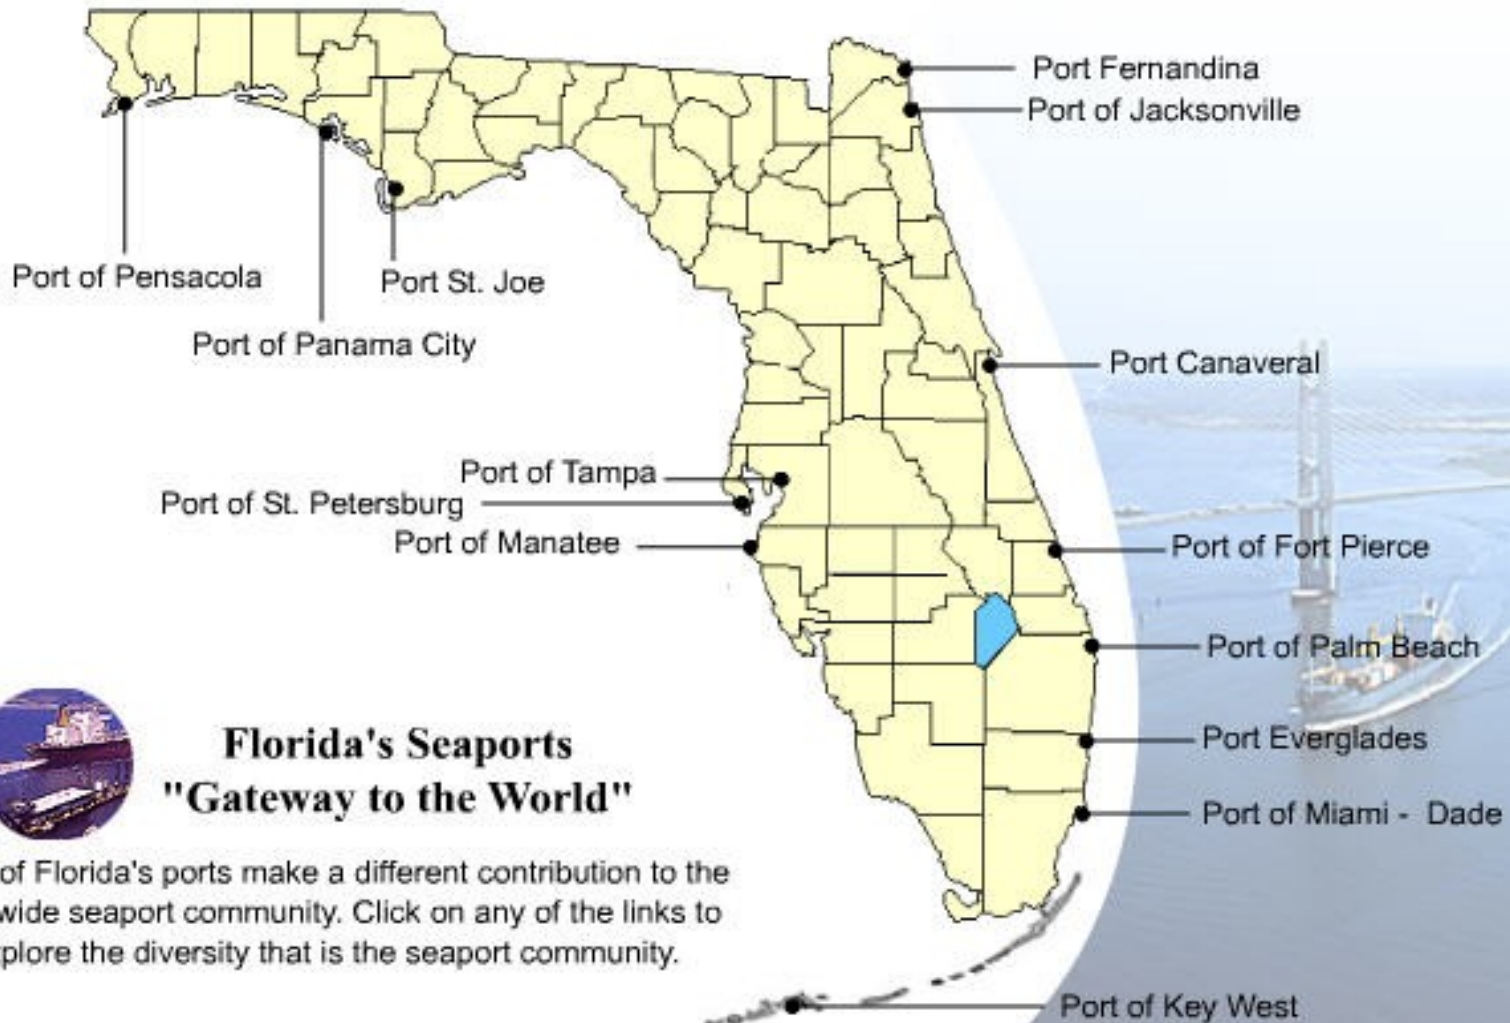 Port Fernandina
Port of Jacksonville
Port of Pensacola
Port St. Joe
Port of Panama City
Port Canaveral
Port of Tampa
Port of St. Petersburg
Port of Manatee
Port of Fort Pierce
Port of Palm Beach
Port Everglades
Port of Miami - Dade
Florida's Seaports
"Gateway to the World"
of Florida's ports make a different contribution to the
wide seaport community. Click on any of the links to
plore the diversity that is the seaport community.
Port of Key West